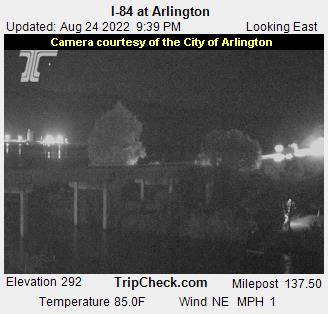 I-84 at Arlington
Updated: Aug 24 2022 9:39 PM Looking East
Camera courtesy of the City of Arlington
Elevation 292 TripCheck.com Milepost 137.50
Temperature 85.0F Wind NE MPH 1